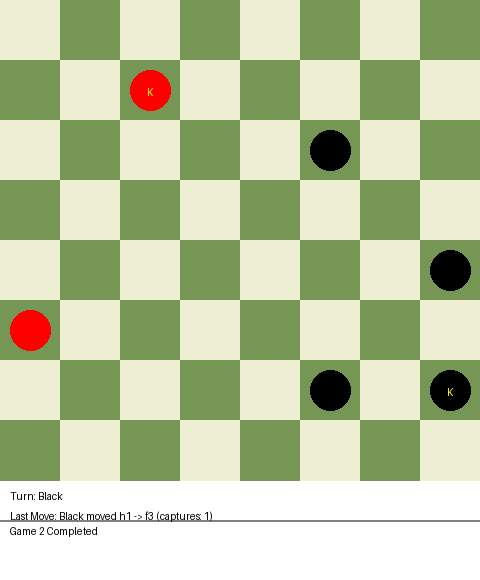 K
K
Turn: Black
Last Move: Black moved h1 -> f3 (captures: 1)
Game 2 Completed